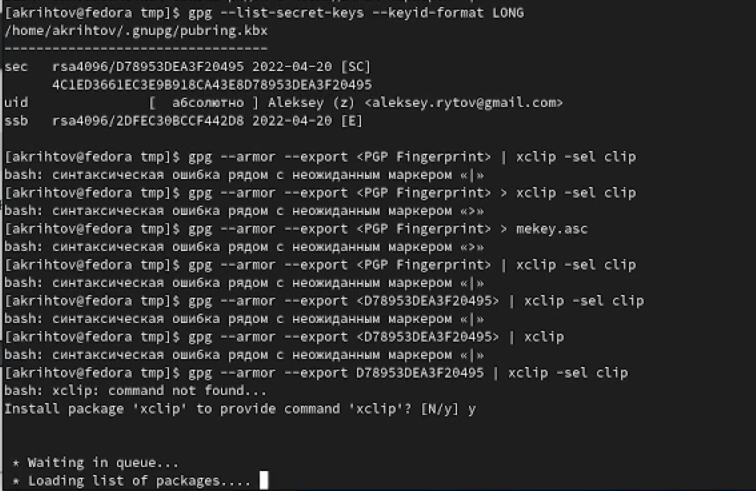 [akrihtov@fedora tmp]$ gpg --list-secret-keys --keyid-format LONG
/home/akrihtov/.gnupg/pubring.kbx
---------------------------------
sec   rsa4096/D78953DEA3F20495 2022-04-20 [SC]
      4C1ED3661EC3E9B918CA43E8D78953DEA3F20495
uid              [  абсолютно ] Aleksey (z) <aleksey.rytov@gmail.com>
ssb   rsa4096/2DFEC30BCCF442D8 2022-04-20 [E]
[akrihtov@fedora tmp]$ gpg --armor --export <PGP Fingerprint> | xclip -sel clip
bash: синтаксическая ошибка рядом с неожиданным маркером «|»
[akrihtov@fedora tmp]$ gpg --armor --export <PGP Fingerprint> > xclip -sel clip
bash: синтаксическая ошибка рядом с неожиданным маркером «>»
[akrihtov@fedora tmp]$ gpg --armor --export <PGP Fingerprint> > mekey.asc
bash: синтаксическая ошибка рядом с неожиданным маркером «>»
[akrihtov@fedora tmp]$ gpg --armor --export <PGP Fingerprint> | xclip -sel clip
bash: синтаксическая ошибка рядом с неожиданным маркером «|»
[akrihtov@fedora tmp]$ gpg --armor --export <D78953DEA3F20495> | xclip -sel clip
bash: синтаксическая ошибка рядом с неожиданным маркером «|»
[akrihtov@fedora tmp]$ gpg --armor --export <D78953DEA3F20495> | xclip
bash: синтаксическая ошибка рядом с неожиданным маркером «|»
[akrihtov@fedora tmp]$ gpg --armor --export D78953DEA3F20495 | xclip -sel clip
bash: xclip: command not found...
Install package 'xclip' to provide command 'xclip'? [N/y] y
* Waiting in queue...
* Loading list of packages....